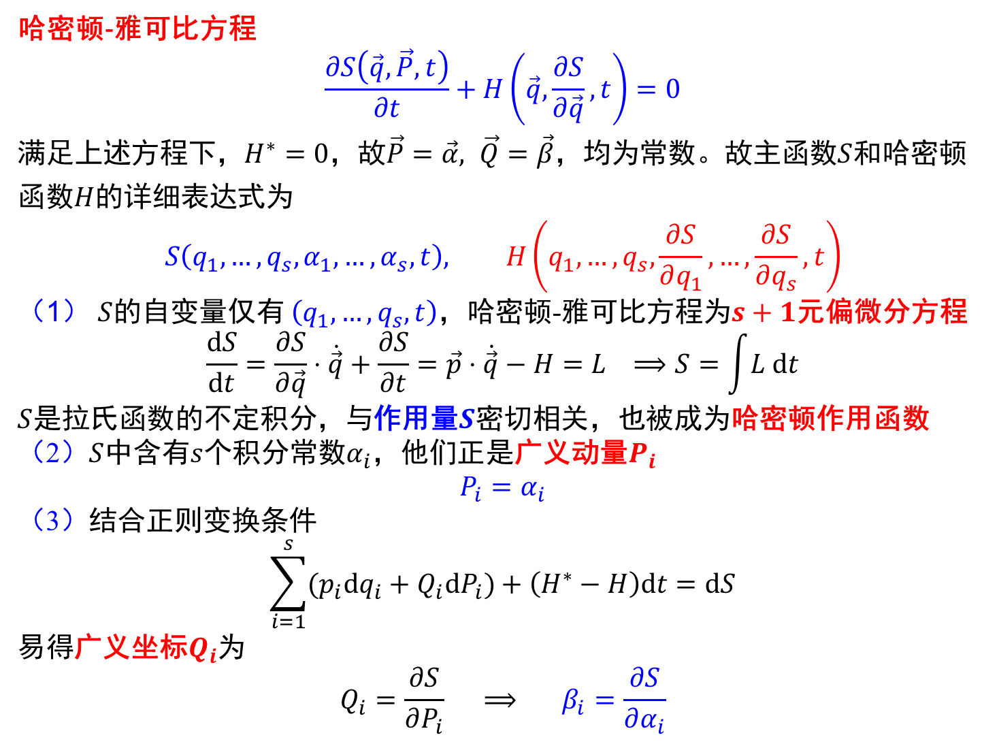 哈密顿-雅可比方程
$\frac{\partial S(\vec{q},\vec{P},t)}{\partial t}+H\left(\vec{q},\frac{\partial S}{\partial \vec{q}},t\right)=0$
满足上述方程下，$H^*=0$，故$\vec{P}=\vec{\alpha}$, $\vec{Q}=\vec{\beta}$，均为常数。故主函数$S$和哈密顿
函数$H$的详细表达式为
$S(q_1,\ldots,q_s,\alpha_1,\ldots,\alpha_s,t),\quad H\left(q_1,\ldots,q_s,\frac{\partial S}{\partial q_1},\ldots,\frac{\partial S}{\partial q_s},t\right)$
（1） $S$的自变量仅有$(q_1,\ldots,q_s,t)$，哈密顿-雅可比方程为$s+1$元偏微分方程
$\frac{\mathrm{d}S}{\mathrm{d}t}=\frac{\partial S}{\partial \vec{q}}\cdot\dot{\vec{q}}+\frac{\partial S}{\partial t}=\vec{p}\cdot\dot{\vec{q}}-H=L\quad\Longrightarrow S=\int L\,\mathrm{d}t$
$S$是拉氏函数的不定积分，与作用量$S$密切相关，也被成为哈密顿作用函数
（2）$S$中含有$s$个积分常数$\alpha_i$，他们正是广义动量$P_i$
$P_i=\alpha_i$
（3）结合正则变换条件
$\sum_{i=1}^{s}(p_i\mathrm{d}q_i+Q_i\mathrm{d}P_i)+(H^*-H)\mathrm{d}t=\mathrm{d}S$
易得广义坐标$Q_i$为
$Q_i=\frac{\partial S}{\partial P_i}\quad\Longrightarrow\quad\beta_i=\frac{\partial S}{\partial \alpha_i}$